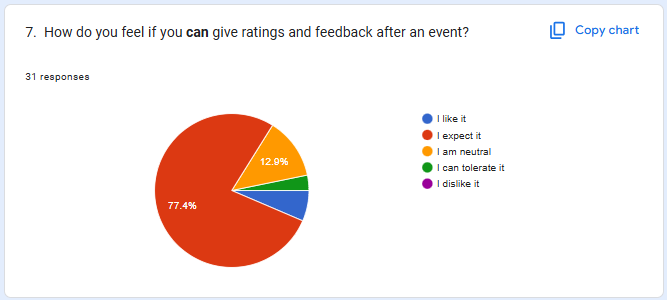 7. How do you feel if you can give ratings and feedback after an event?
Copy chart
31 responses
I like it
I expect it
I am neutral
I can tolerate it
I dislike it
12.9%
77.4%